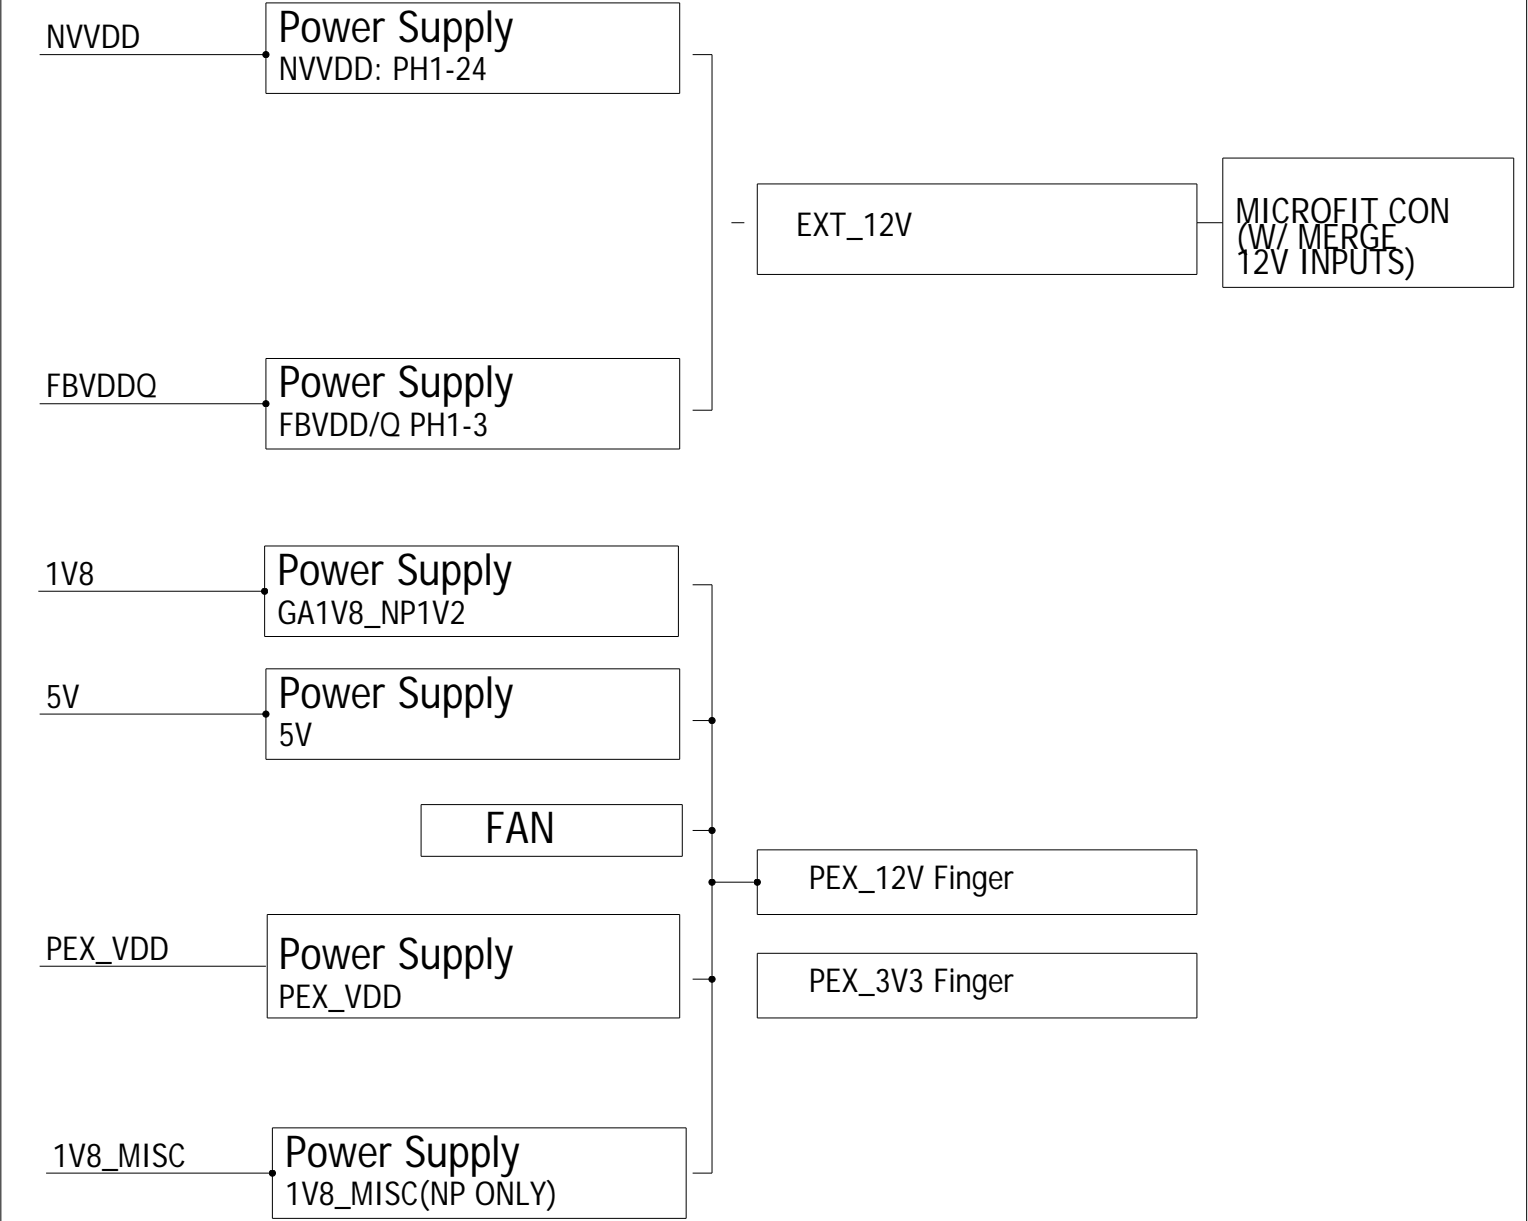 NVVDD
Power Supply
NVVDD: PH1-24
EXT_12V
MICROFIT CON
(W/ MERGE
12V INPUTS)
FBVDDQ
Power Supply
FBVDD/Q PH1-3
1V8
Power Supply
GA1V8_NP1V2
5V
Power Supply
5V
FAN
PEX_12V Finger
PEX_VDD
Power Supply
PEX_VDD
PEX_3V3 Finger
1V8_MISC
Power Supply
1V8_MISC(NP ONLY)